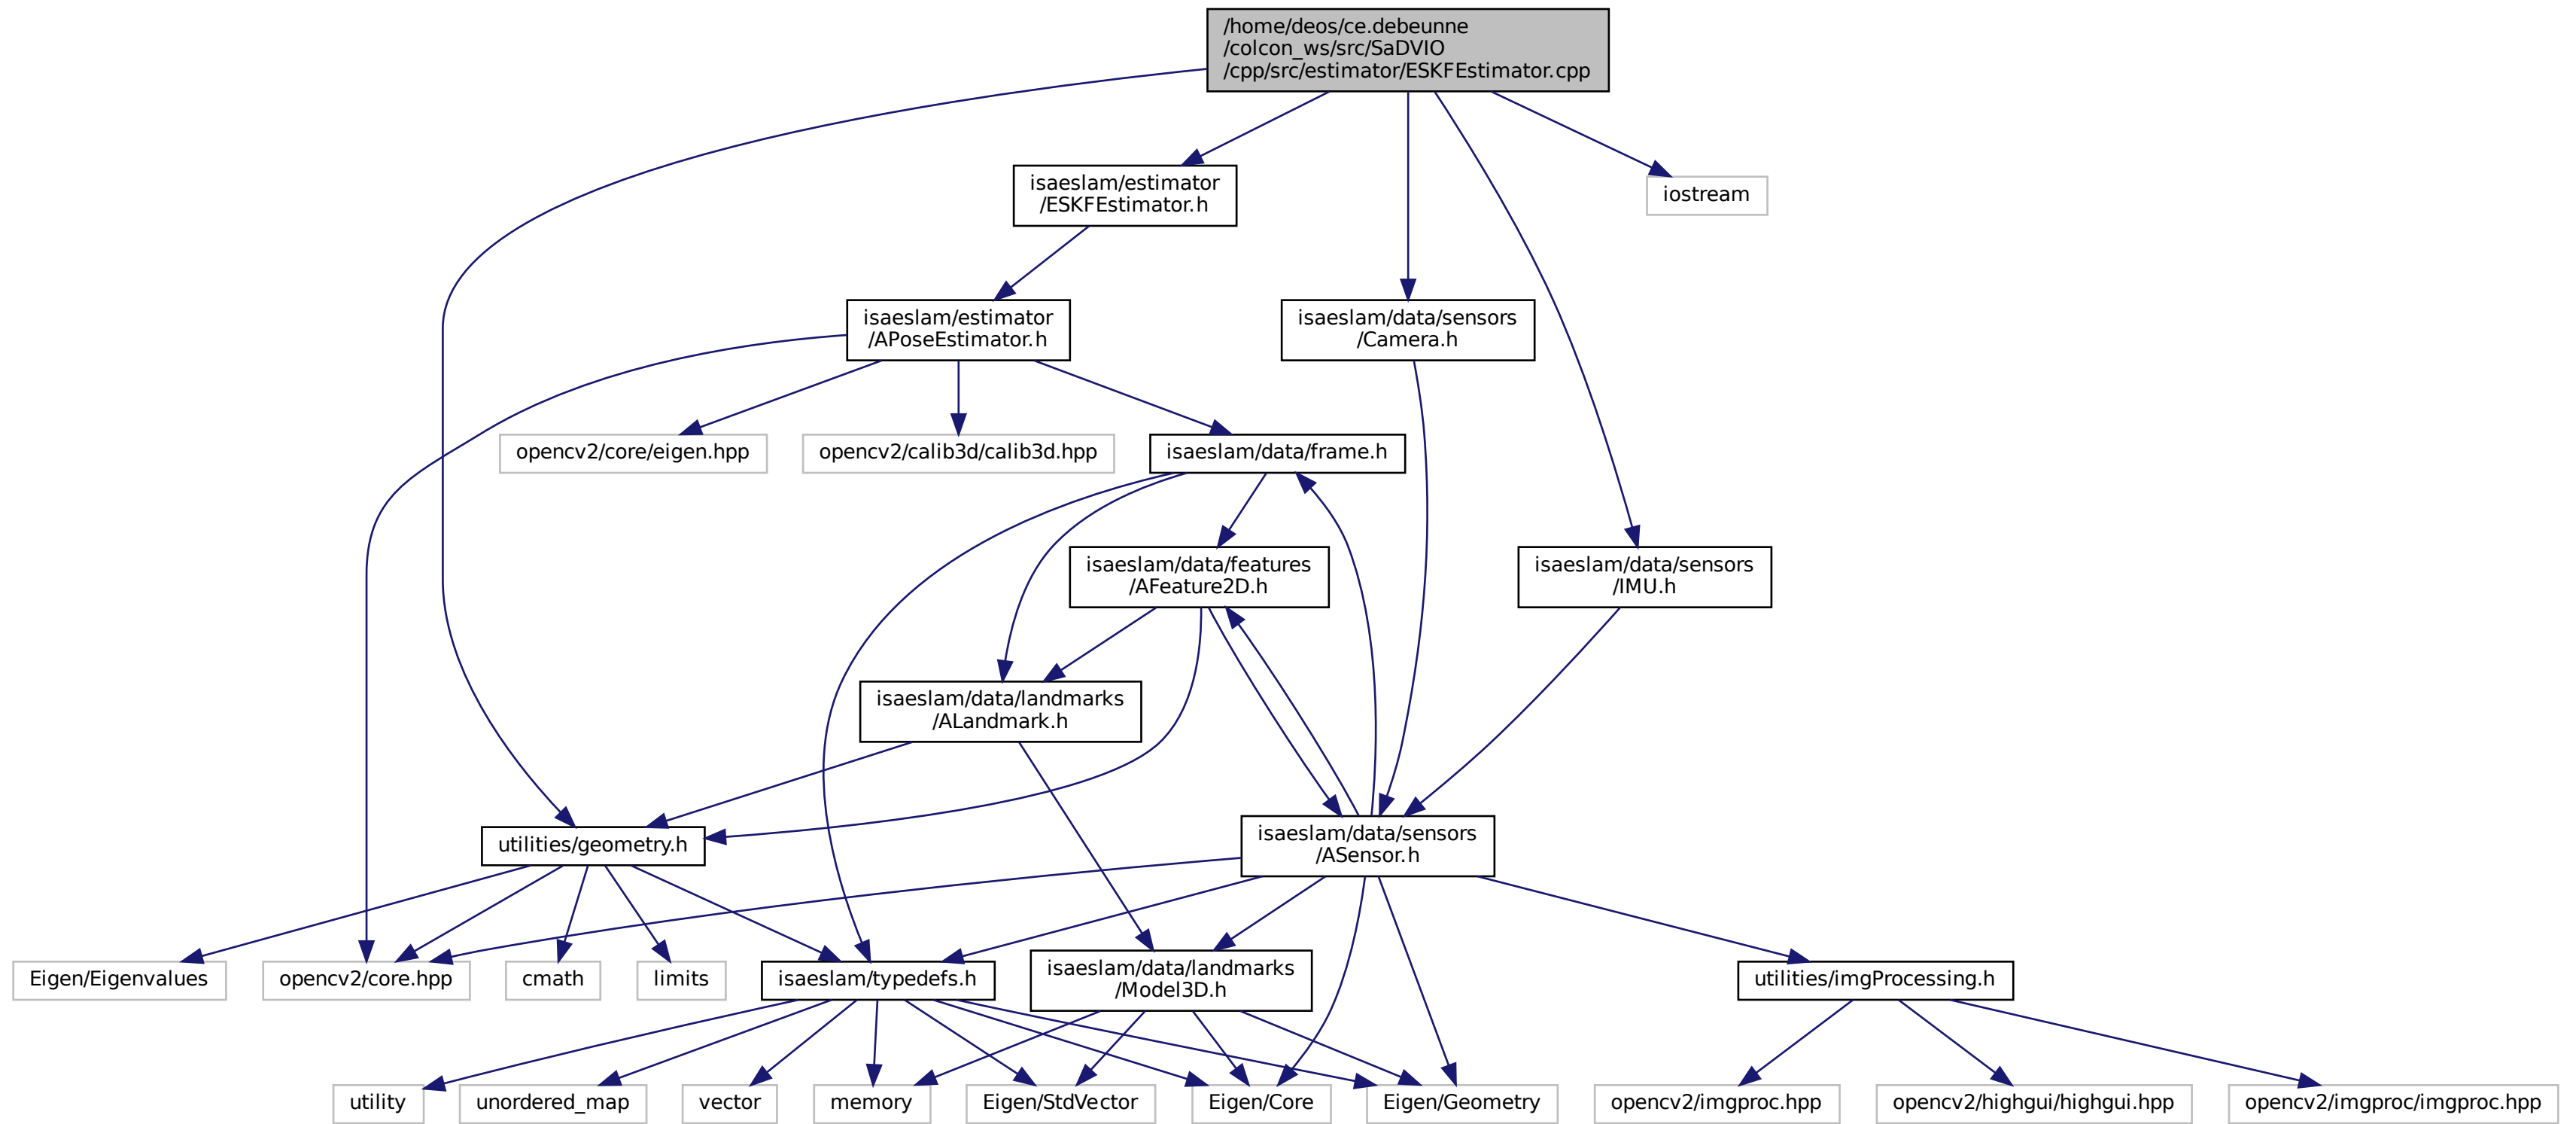 /home/deos/ce.debeunne
/colcon_ws/src/SaDVIO
/cpp/src/estimator/ESKFEstimator.cpp
isaeslam/estimator
/ESKFEstimator.h
iostream
isaeslam/estimator
/APoseEstimator.h
isaeslam/data/sensors
/Camera.h
opencv2/core/eigen.hpp
opencv2/calib3d/calib3d.hpp
isaeslam/data/frame.h
isaeslam/data/features
/AFeature2D.h
isaeslam/data/sensors
/IMU.h
isaeslam/data/landmarks
/ALandmark.h
utilities/geometry.h
isaeslam/data/sensors
/ASensor.h
Eigen/Eigenvalues
opencv2/core.hpp
cmath
limits
isaeslam/typedefs.h
isaeslam/data/landmarks
/Model3D.h
utilities/imgProcessing.h
utility
unordered_map
vector
memory
Eigen/StdVector
Eigen/Core
Eigen/Geometry
opencv2/imgproc.hpp
opencv2/highgui/highgui.hpp
opencv2/imgproc/imgproc.hpp